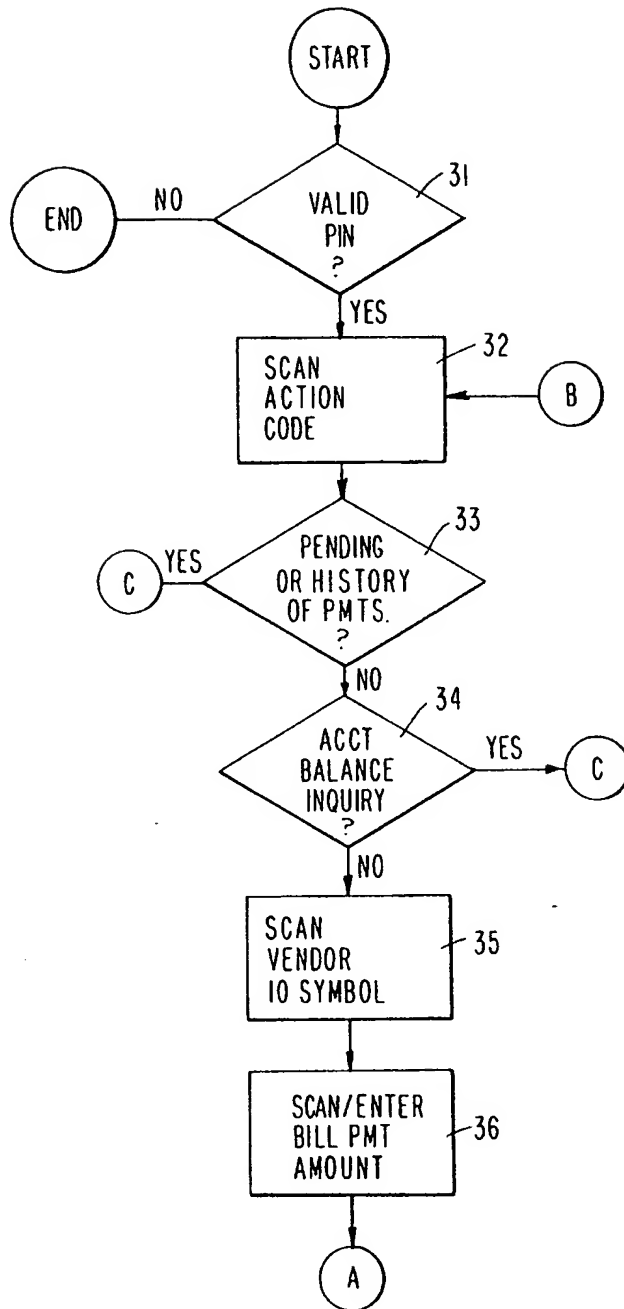 START
31
VALID
PIN
?
NO
END
YES
32
SCAN
ACTION
CODE
B
33
PENDING
OR HISTORY
OF PMTS.
?
YES
C
NO
34
ACCT
BALANCE
INQUIRY
?
YES
C
NO
35
SCAN
VENDOR
IO SYMBOL
36
SCAN/ENTER
BILL PMT
AMOUNT
A